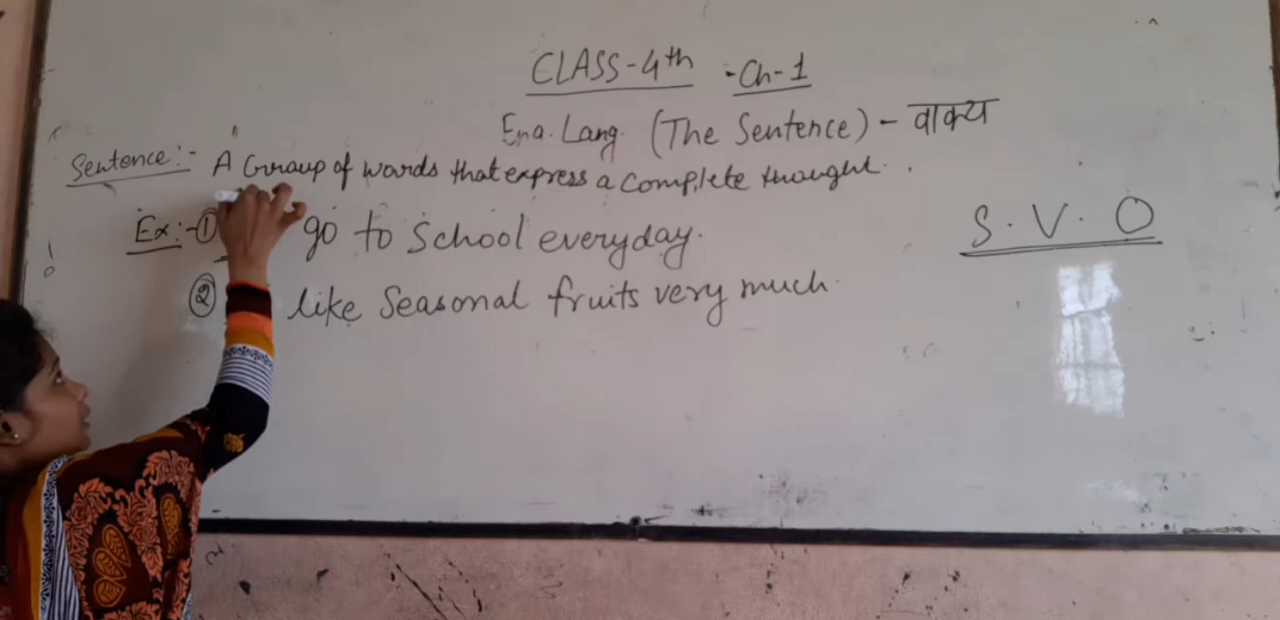 CLASS-4th - Ch-1
Eng. Lang. (The Sentence) - वाक्य
Sentence:- A Group of words that express a complete thought.
Ex:- ① go to School everyday.
S. V. O
② like Seasonal fruits very much.